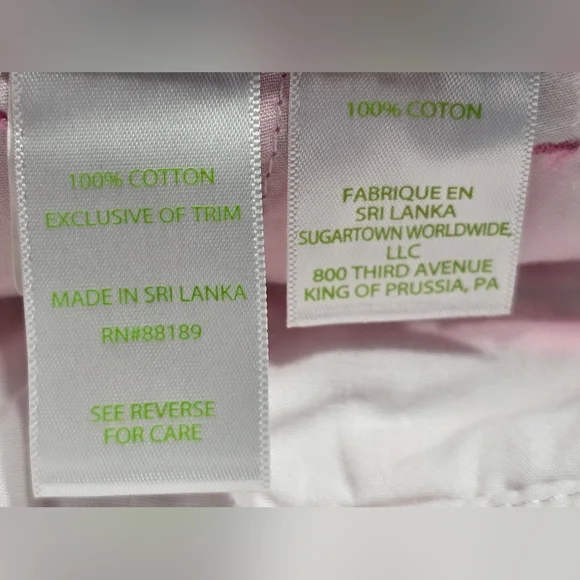 100% COTTON
EXCLUSIVE OF TRIM
MADE IN SRI LANKA
RN#88189
SEE REVERSE
FOR CARE
100% COTON
FABRIQUE EN
SRI LANKA
SUGARTOWN WORLDWIDE,
LLC
800 THIRD AVENUE
KING OF PRUSSIA, PA